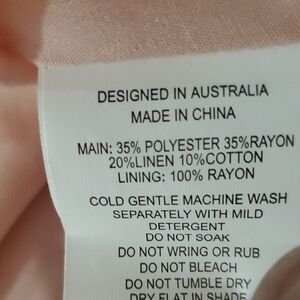 DESIGNED IN AUSTRALIA
MADE IN CHINA
MAIN: 35% POLYESTER 35%RAYON
20%LINEN 10%COTTON
LINING: 100% RAYON
COLD GENTLE MACHINE WASH
SEPARATELY WITH MILD
DETERGENT
DO NOT SOAK
DO NOT WRING OR RUB
DO NOT BLEACH
DO NOT TUMBLE DRY
DRY FLAT IN SHADE